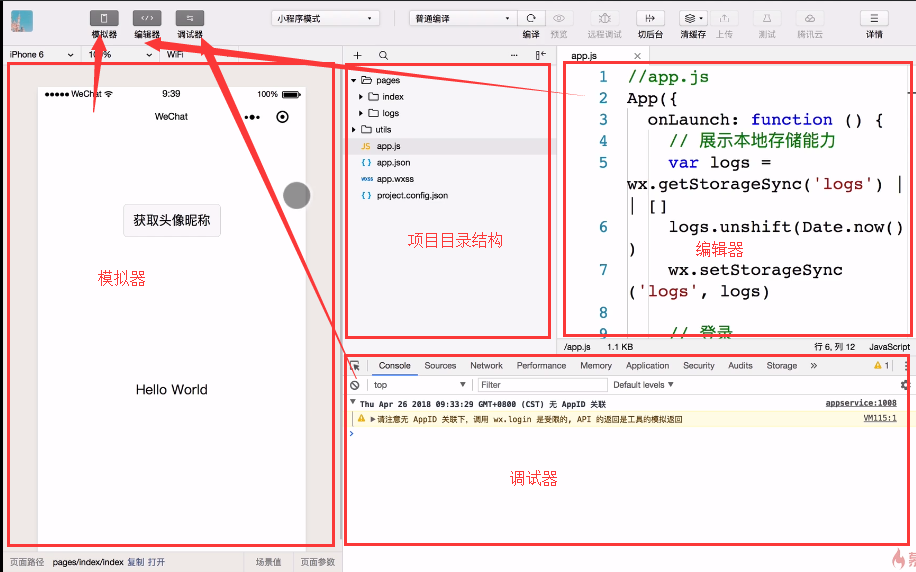 小程序模式 普通编译
模拟器 编辑器 调试器 编译 预览 远程调试 切后台 清缓存 上传 测试 腾讯云 详情
iPhone 6 WiFi
app.js
WeChat 9:39 100%
WeChat
获取头像昵称
模拟器
Hello World
pages
index
logs
utils
JS app.js
{ } app.json
wxss app.wxss
{ } project.config.json
项目目录结构
1 //app.js
2 App({
3 onLaunch: function () {
4 // 展示本地存储能力
5 var logs =
wx.getStorageSync('logs') |
| []
6 logs.unshift(Date.now()
)
编辑器
7 wx.setStorageSync
('logs', logs)
8
9 // 登录
/app.js 1.1 KB 行 6, 列 12 JavaScript
Console Sources Network Performance Memory Application Security Audits Storage » 1
top Filter Default levels
Thu Apr 26 2018 09:33:29 GMT+0800 (CST) 无 AppID 关联 appservice:1008
请注意无 AppID 关联下, 调用 wx.login 是受限的, API 的返回是工具的模拟返回 VM115:1
调试器
页面路径 pages/index/index 复制 打开 场景值 页面参数